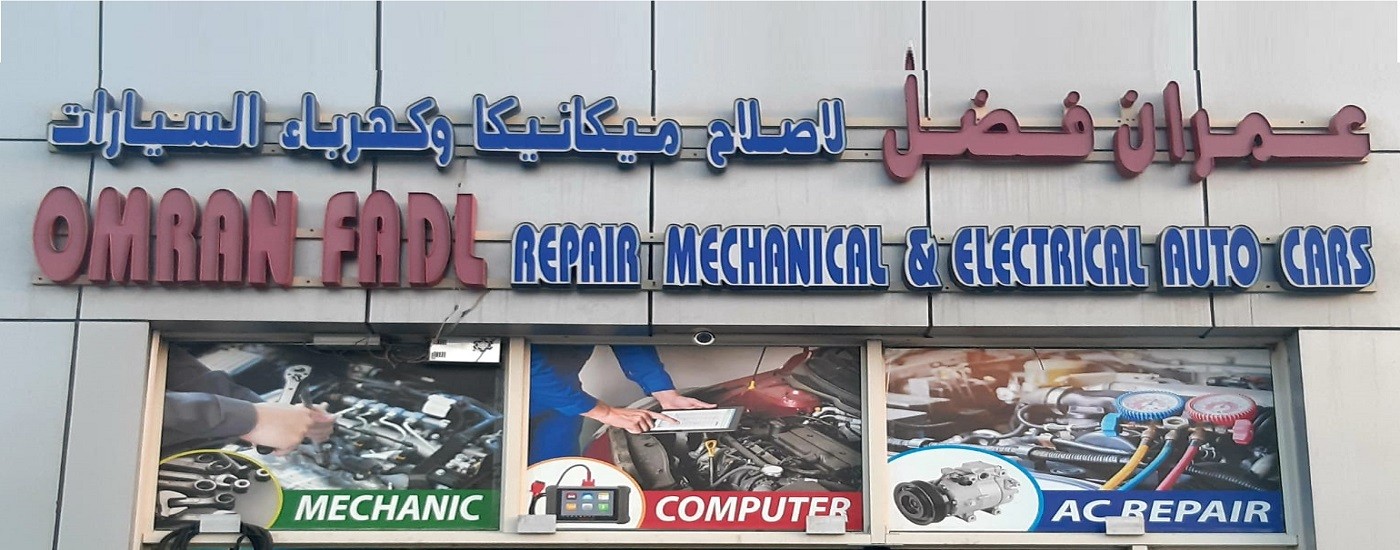 عمران فضل لاصلاح ميكانيكا وكهرباء السيارات
OMRAN FADL REPAIR MECHANICAL & ELECTRICAL AUTO CARS
MECHANIC
COMPUTER
AC REPAIR